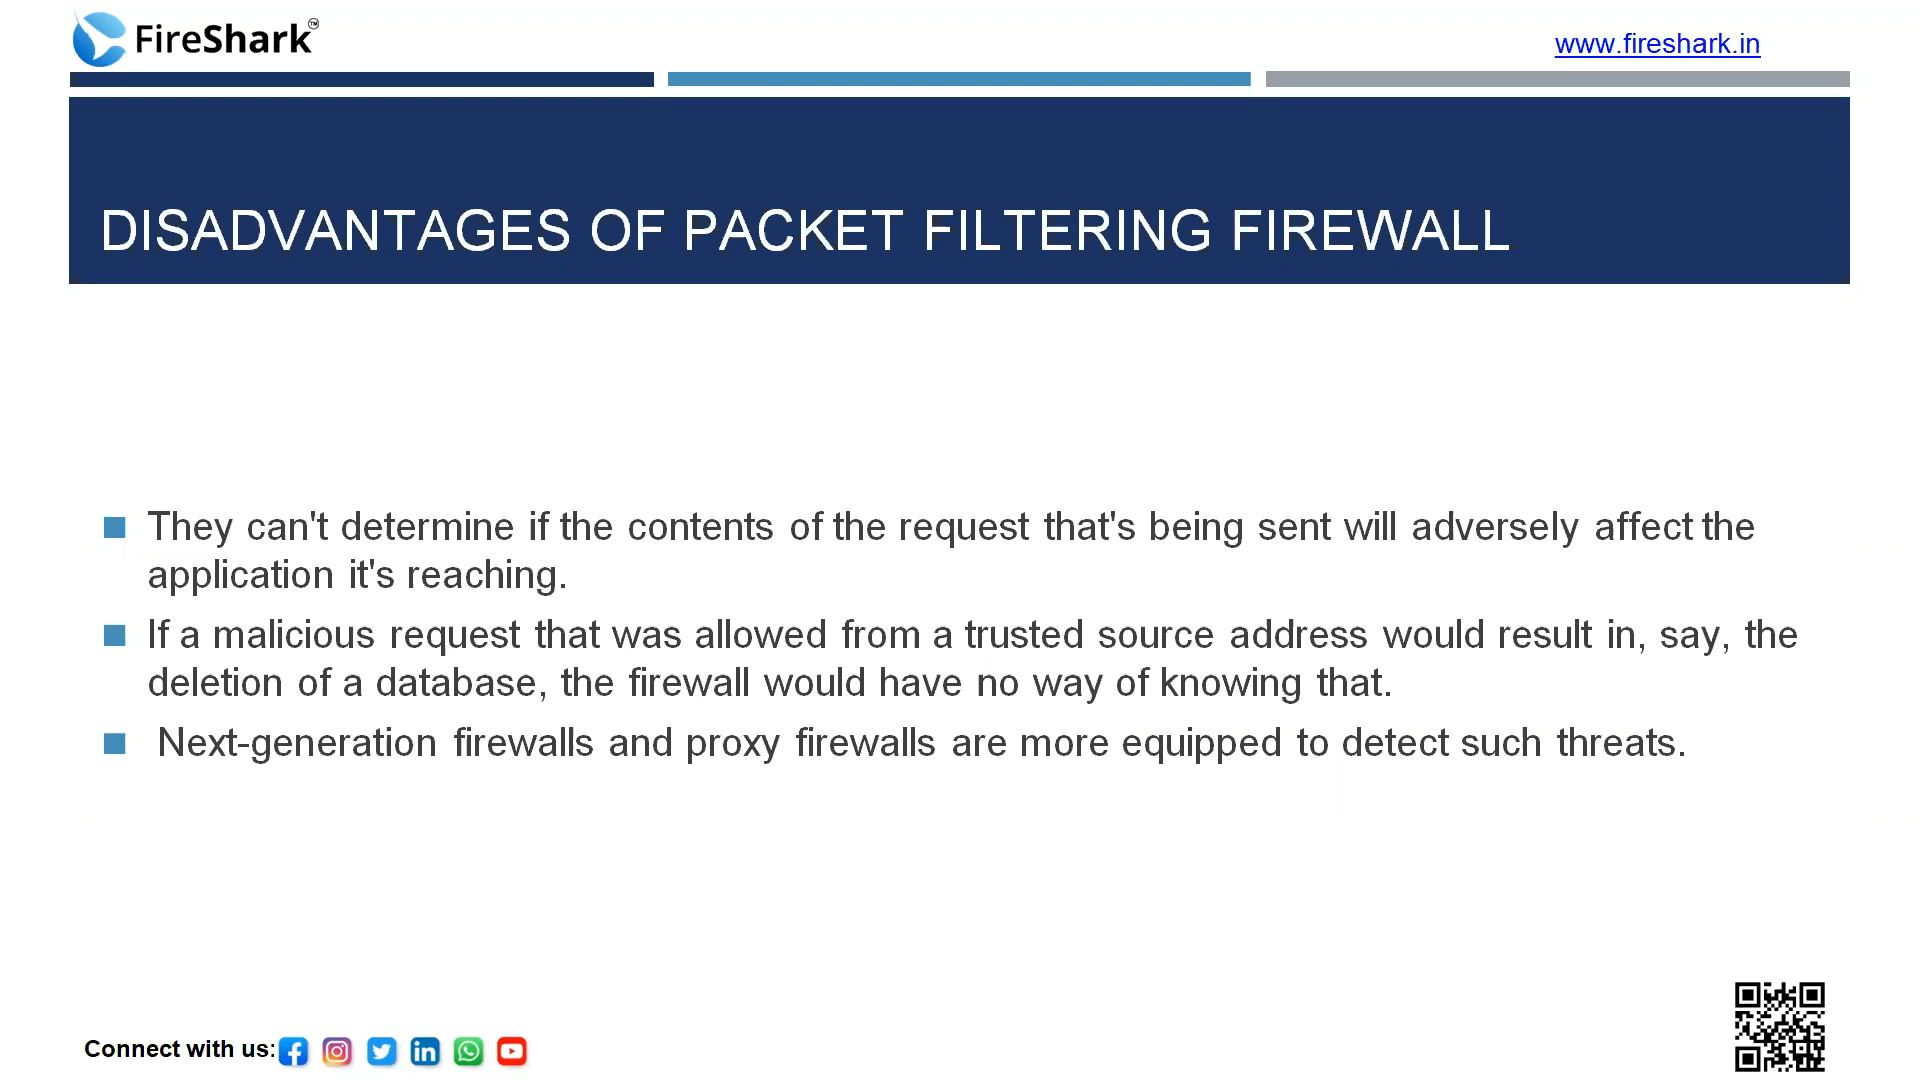 FireShark™
www.fireshark.in
DISADVANTAGES OF PACKET FILTERING FIREWALL
They can't determine if the contents of the request that's being sent will adversely affect the
application it's reaching.
If a malicious request that was allowed from a trusted source address would result in, say, the
deletion of a database, the firewall would have no way of knowing that.
Next-generation firewalls and proxy firewalls are more equipped to detect such threats.
Connect with us: